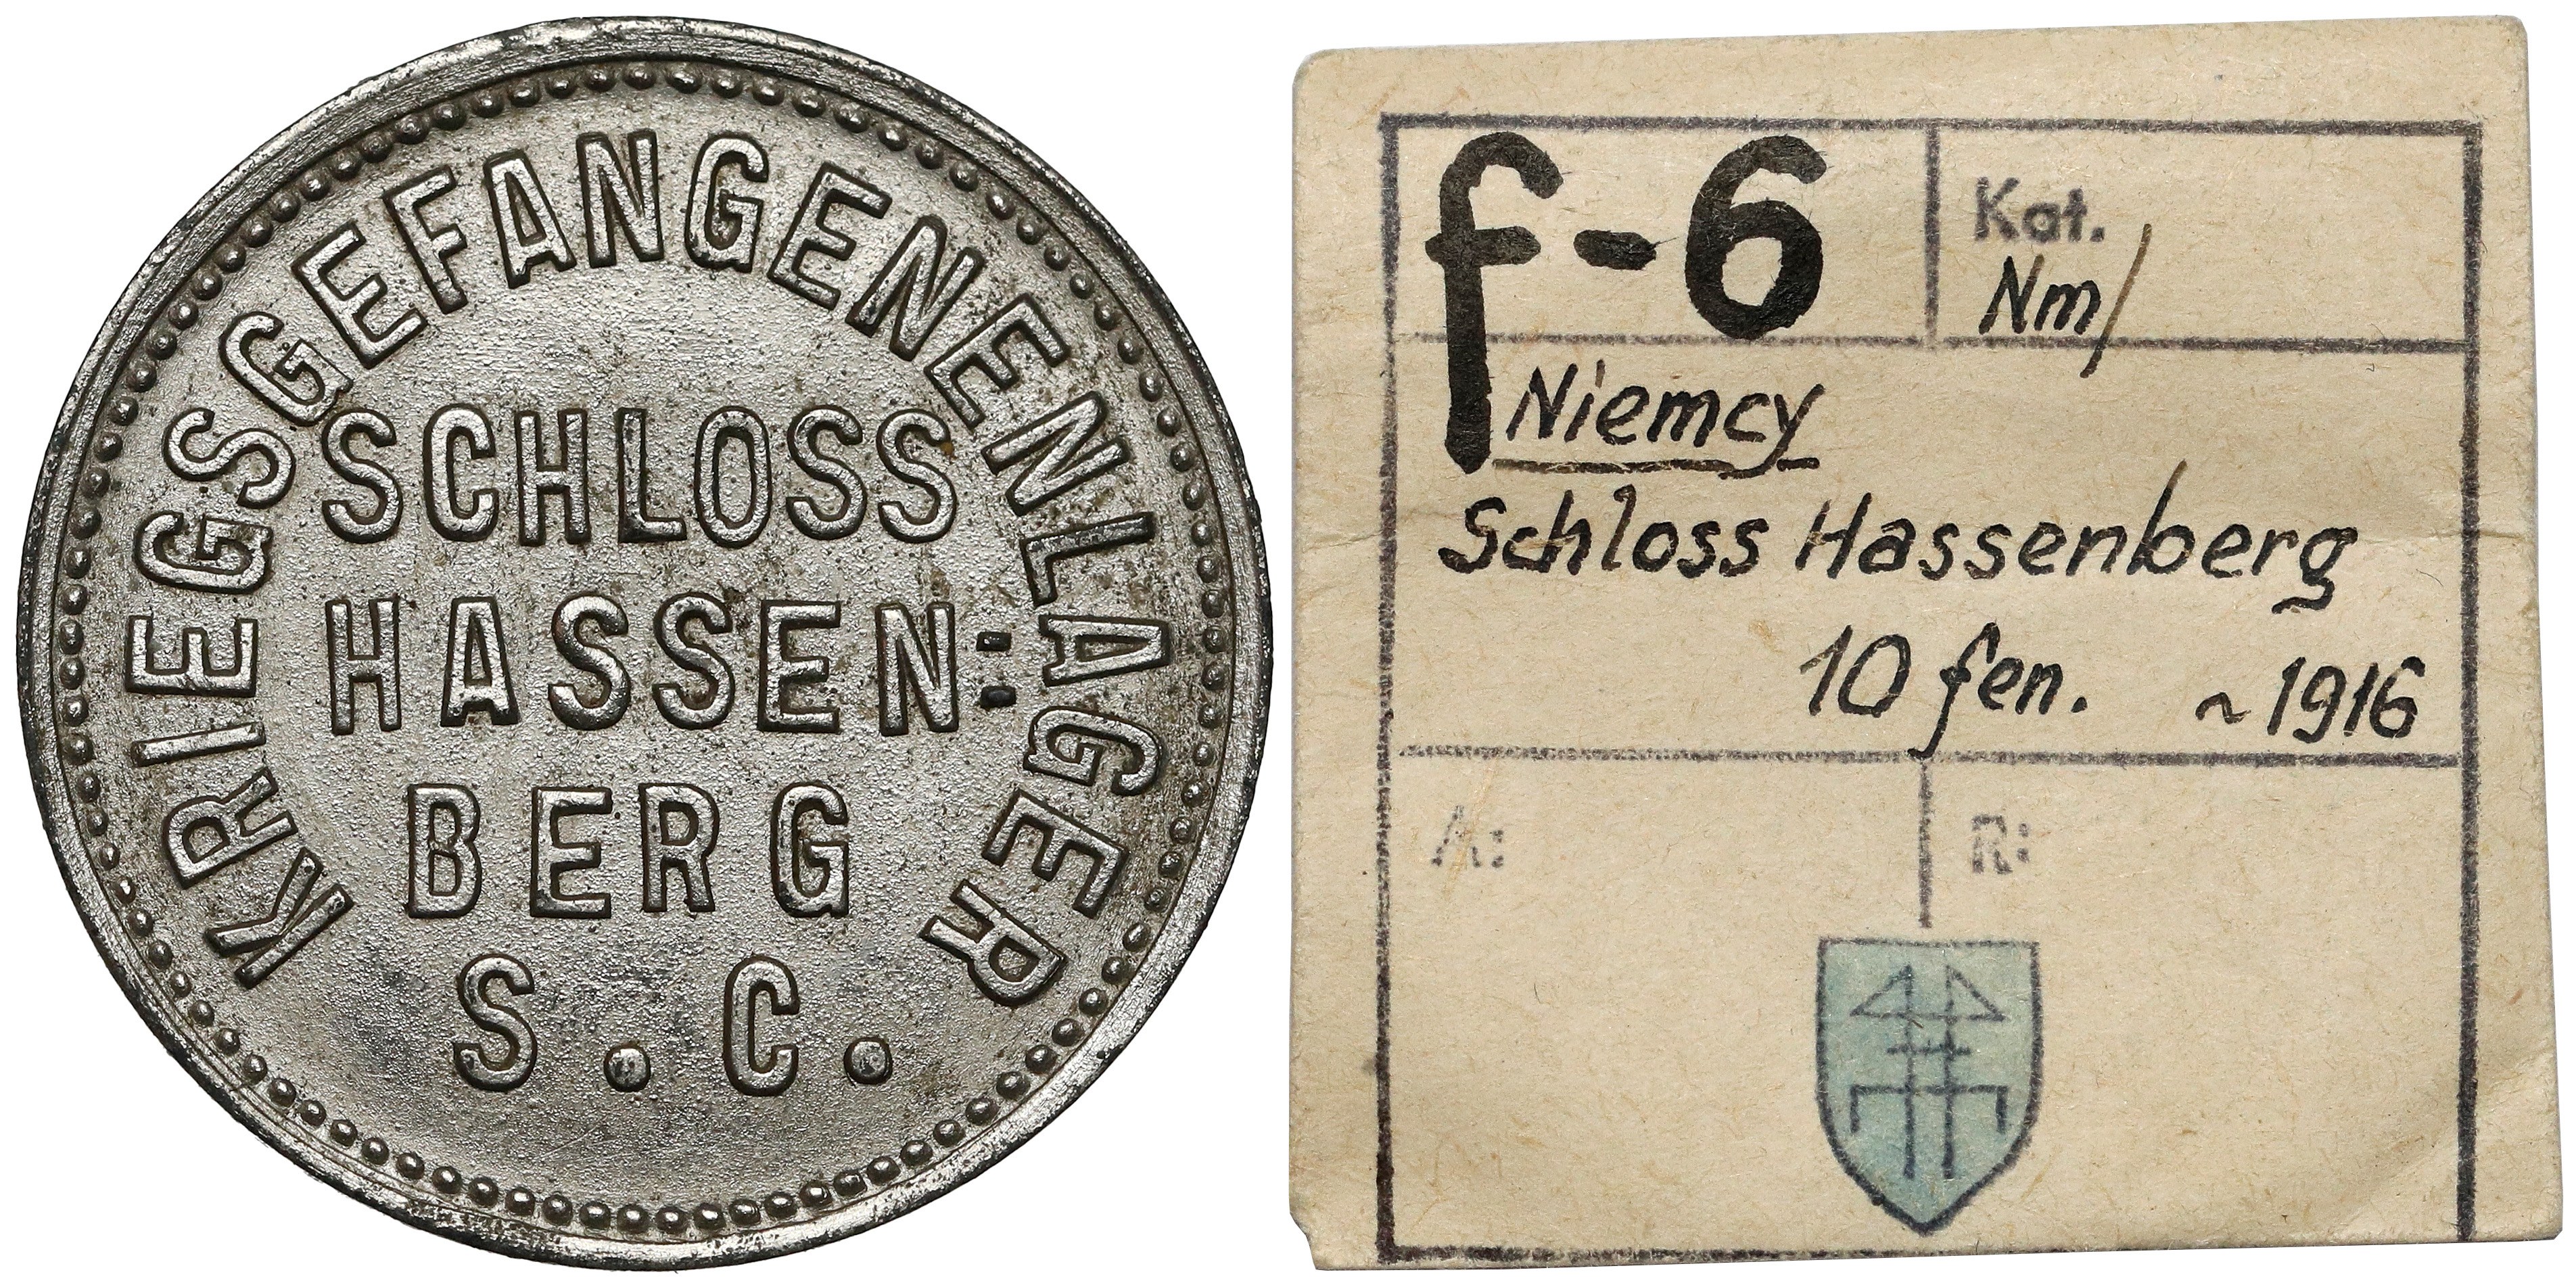 KRIEGSGEFANGENENLAGER
SCHLOSS
HASSEN:
BERG
S. C.
f-6
Kat.
Nm/
Niemcy
Schloss Hassenberg
10 fen. ~1916
A:
R: